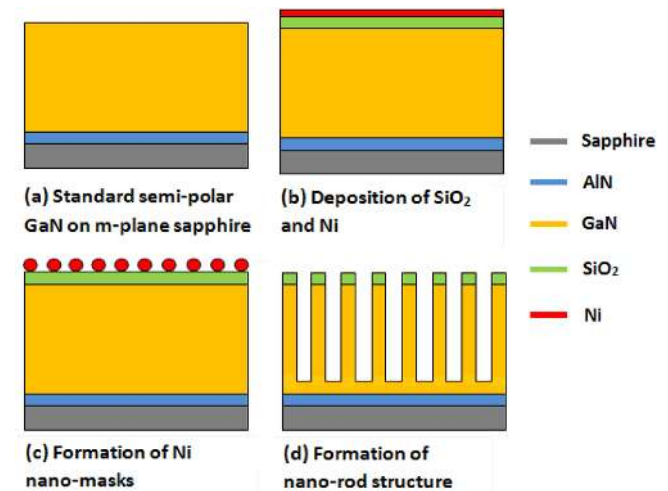 (a) Standard semi-polar
GaN on m-plane sapphire
(b) Deposition of SiO₂
and Ni
Sapphire
AlN
GaN
SiO₂
Ni
(c) Formation of Ni
nano-masks
(d) Formation of
nano-rod structure